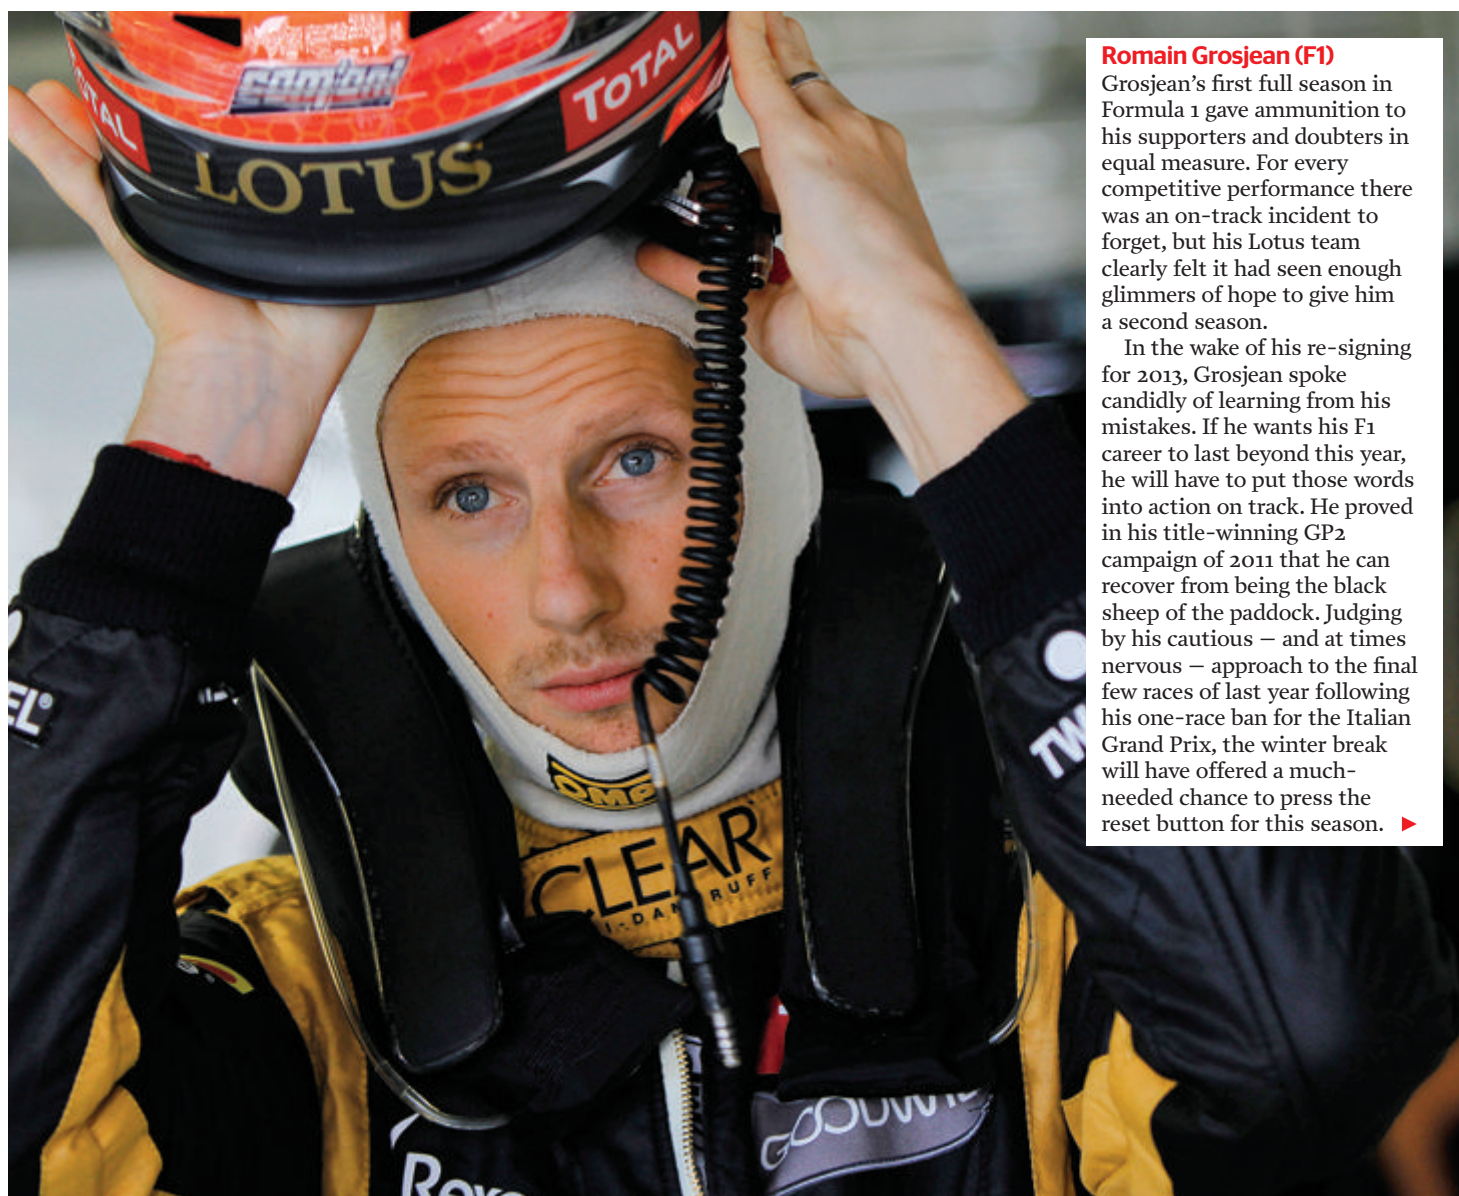 TOTAL
TOTAL
LOTUS
Romain Grosjean (F1)
Grosjean’s first full season in
Formula 1 gave ammunition to
his supporters and doubters in
equal measure. For every
competitive performance there
was an on-track incident to
forget, but his Lotus team
clearly felt it had seen enough
glimmers of hope to give him
a second season.
In the wake of his re-signing
for 2013, Grosjean spoke
candidly of learning from his
mistakes. If he wants his F1
career to last beyond this year,
he will have to put those words
into action on track. He proved
in his title-winning GP2
campaign of 2011 that he can
recover from being the black
sheep of the paddock. Judging
by his cautious – and at times
nervous – approach to the final
few races of last year following
his one-race ban for the Italian
Grand Prix, the winter break
will have offered a much-
needed chance to press the
reset button for this season.
EL®
TW
OMP
CLEAR
I-DAN RUFF